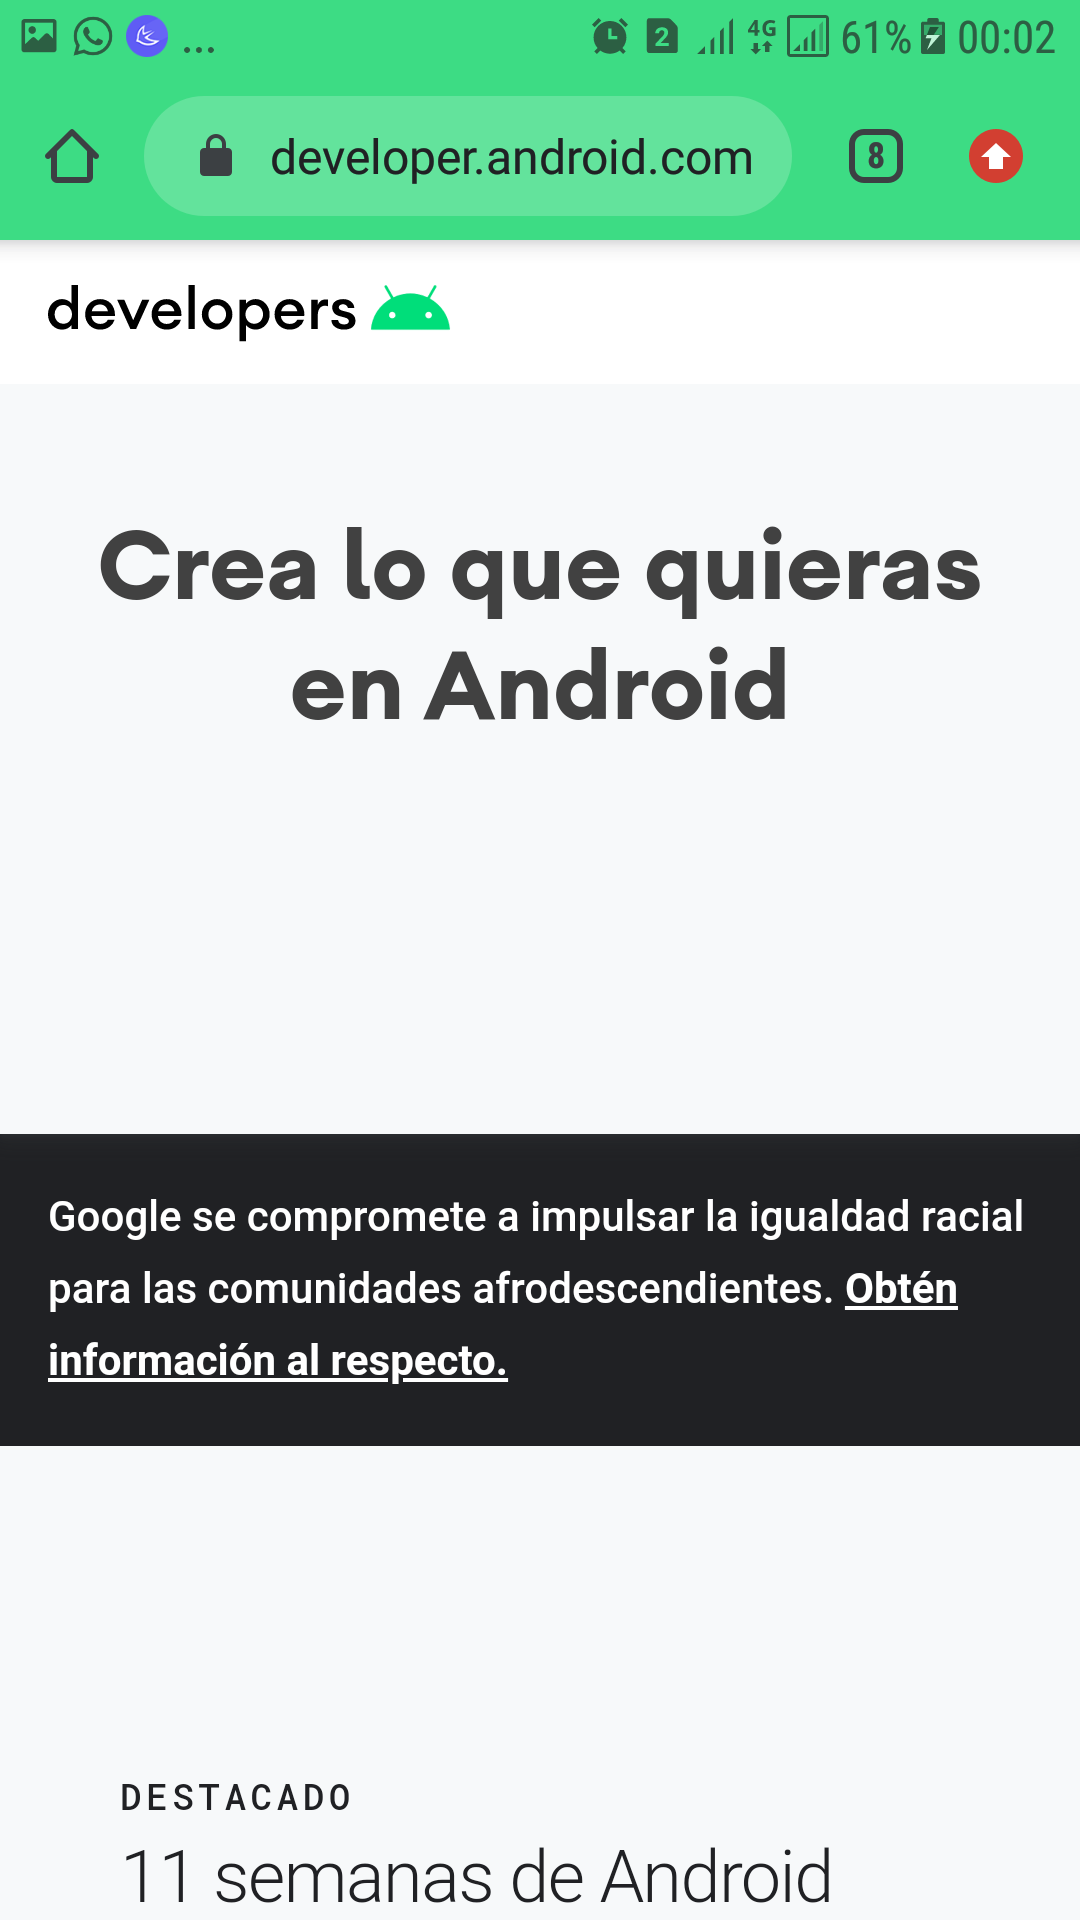 ... 2 4G 61% 00:02
developer.android.com 8
developers
Crea lo que quieras
en Android
Google se compromete a impulsar la igualdad racial
para las comunidades afrodescendientes. Obtén
información al respecto.
DESTACADO
11 semanas de Android